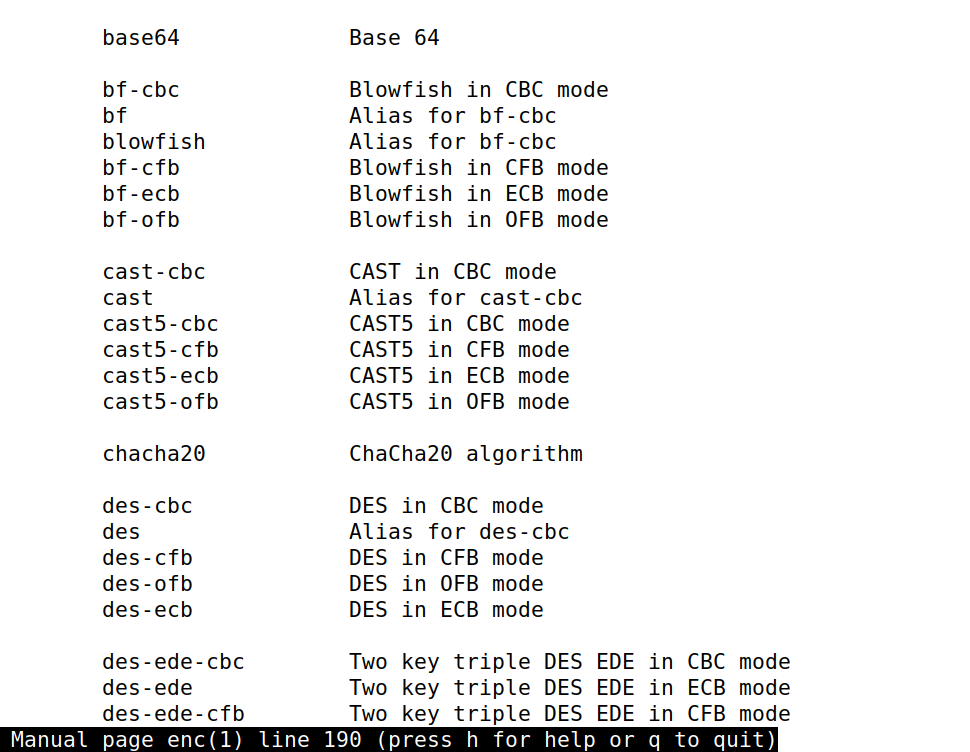 base64 Base 64
bf-cbc Blowfish in CBC mode
bf Alias for bf-cbc
blowfish Alias for bf-cbc
bf-cfb Blowfish in CFB mode
bf-ecb Blowfish in ECB mode
bf-ofb Blowfish in OFB mode
cast-cbc CAST in CBC mode
cast Alias for cast-cbc
cast5-cbc CAST5 in CBC mode
cast5-cfb CAST5 in CFB mode
cast5-ecb CAST5 in ECB mode
cast5-ofb CAST5 in OFB mode
chacha20 ChaCha20 algorithm
des-cbc DES in CBC mode
des Alias for des-cbc
des-cfb DES in CFB mode
des-ofb DES in OFB mode
des-ecb DES in ECB mode
des-ede-cbc Two key triple DES EDE in CBC mode
des-ede Two key triple DES EDE in ECB mode
des-ede-cfb Two key triple DES EDE in CFB mode
Manual page enc(1) line 190 (press h for help or q to quit)